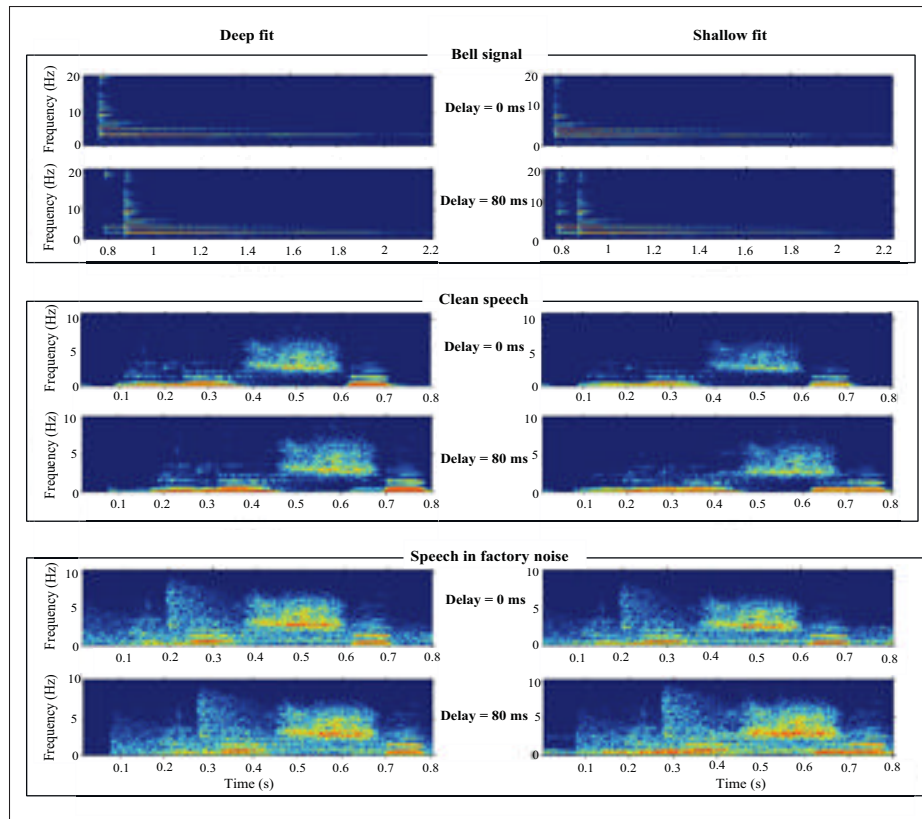 Deep fit
Shallow fit
Bell signal
Frequency (Hz)
20
10
0
Delay = 0 ms
Frequency (Hz)
20
10
0
0.8 1 1.2 1.4 1.6 1.8 2 2.2
Delay = 80 ms
20
10
0
20
10
0
0.8 1 1.2 1.4 1.6 1.8 2 2.2
Clean speech
Frequency (Hz)
10
5
0
0.1 0.2 0.3 0.4 0.5 0.6 0.7 0.8
Delay = 0 ms
10
5
0
0.1 0.2 0.3 0.4 0.5 0.6 0.7 0.8
Frequency (Hz)
10
5
0
0.1 0.2 0.3 0.4 0.5 0.6 0.7 0.8
Delay = 80 ms
10
5
0
0.1 0.2 0.3 0.4 0.5 0.6 0.7 0.8
Speech in factory noise
Frequency (Hz)
10
5
0
0.1 0.2 0.3 0.4 0.5 0.6 0.7 0.8
Delay = 0 ms
10
5
0
0.1 0.2 0.3 0.4 0.5 0.6 0.7 0.8
Frequency (Hz)
10
5
0
0.1 0.2 0.3 0.4 0.5 0.6 0.7 0.8
Time (s)
Delay = 80 ms
10
5
0
0.1 0.2 0.3 0.4 0.5 0.6 0.7 0.8
Time (s)